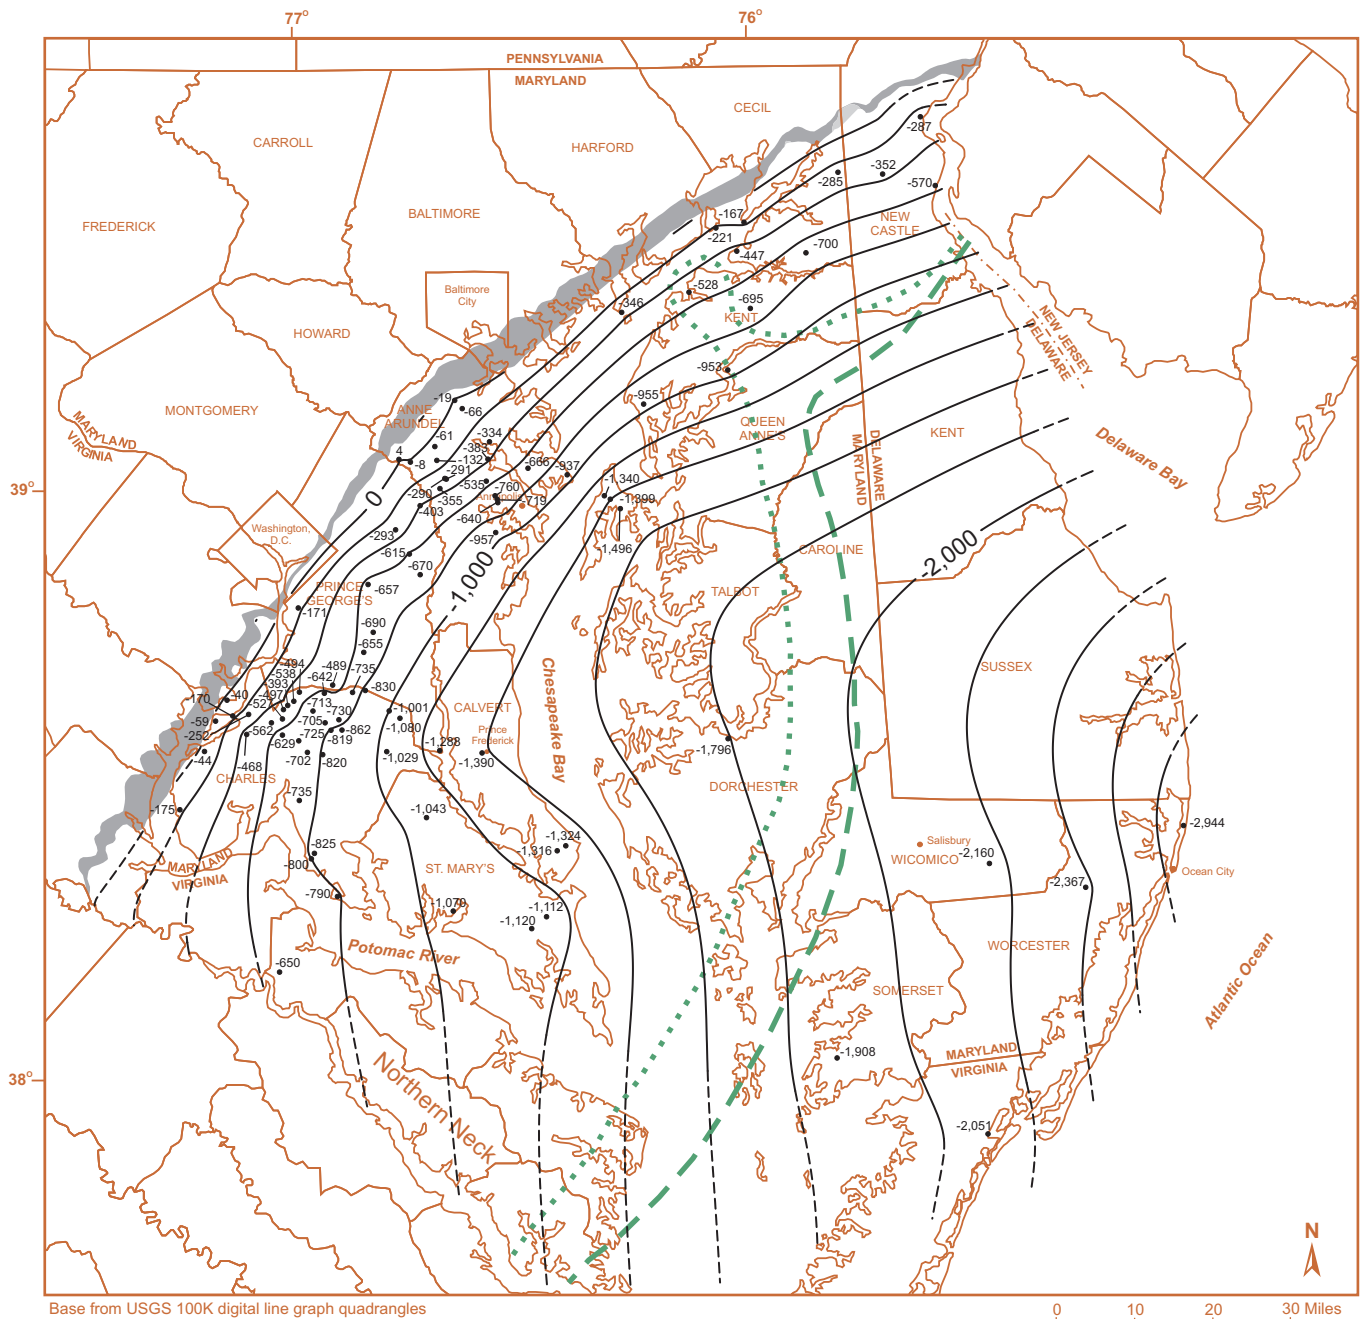 77°
76°
PENNSYLVANIA
MARYLAND
CECIL
CARROLL
HARFORD
-287
-352
-285
-570
BALTIMORE
FREDERICK
-167
-221
NEW
CASTLE
-447
-700
Baltimore
City
-528
-695
-346
KENT
HOWARD
NEW JERSEY
DELAWARE
-953
-955
-19
-66
MONTGOMERY
ANNE
ARUNDEL
MARYLAND
VIRGINIA
QUEEN
ANNE'S
KENT
DELAWARE
MARYLAND
Delaware Bay
-61
-334
-383
4
-8
-132
-291
-666
-937
-535
-1,340
-1,399
39°
0
-290
-355
-760
-719
-403
-640
Washington,
D.C.
-293
-957
-1,496
-615
-670
-1,000
CAROLINE
-2,000
PRINCE
GEORGE'S
-657
TALBOT
-171
-690
-655
-494
-538
-489
-393
-642
-735
-830
SUSSEX
-170
-40
-497
-527
-713
-1,001
CALVERT
Chesapeake Bay
-59
-705
-730
-1,080
-252
-562
-725
-862
Prince
Frederick
-629
-819
-1,288
-1,796
-44
-468
-702
-820
-1,029
-1,390
CHARLES
DORCHESTER
-735
-175
-1,043
-2,944
-825
-1,324
-1,316
Salisbury
-800
WICOMICO
-2,160
MARYLAND
VIRGINIA
ST. MARY'S
Ocean City
-790
-1,079
-1,112
-2,367
-1,120
Potomac River
WORCESTER
-650
SOMERSET
Atlantic Ocean
-1,908
MARYLAND
VIRGINIA
38°
Northern Neck
-2,051
N
Base from USGS 100K digital line graph quadrangles
0 10 20 30 Miles